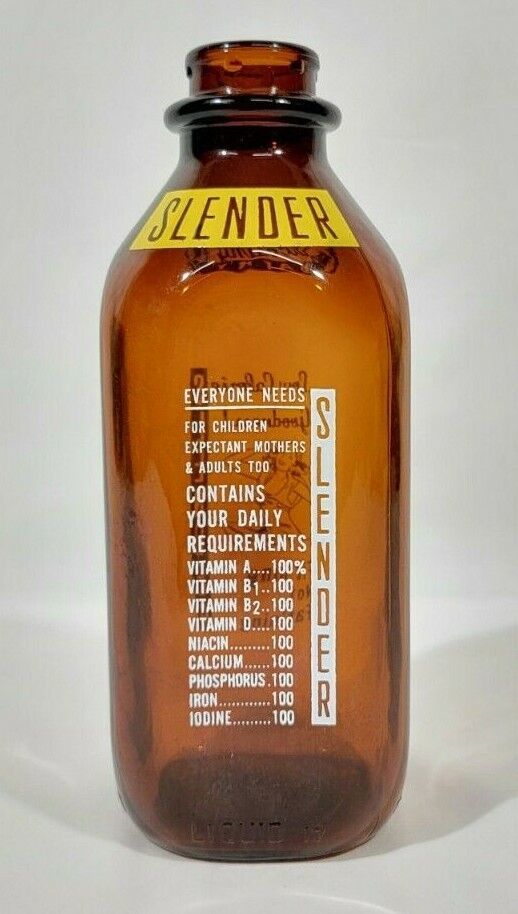 SLENDER
EVERYONE NEEDS
FOR CHILDREN
EXPECTANT MOTHERS
& ADULTS TOO
CONTAINS
YOUR DAILY
REQUIREMENTS
VITAMIN A....100%
VITAMIN B1..100
VITAMIN B2..100
VITAMIN D....100
NIACIN.........100
CALCIUM......100
PHOSPHORUS.100
IRON............100
IODINE.........100
SLENDER
LIQUID